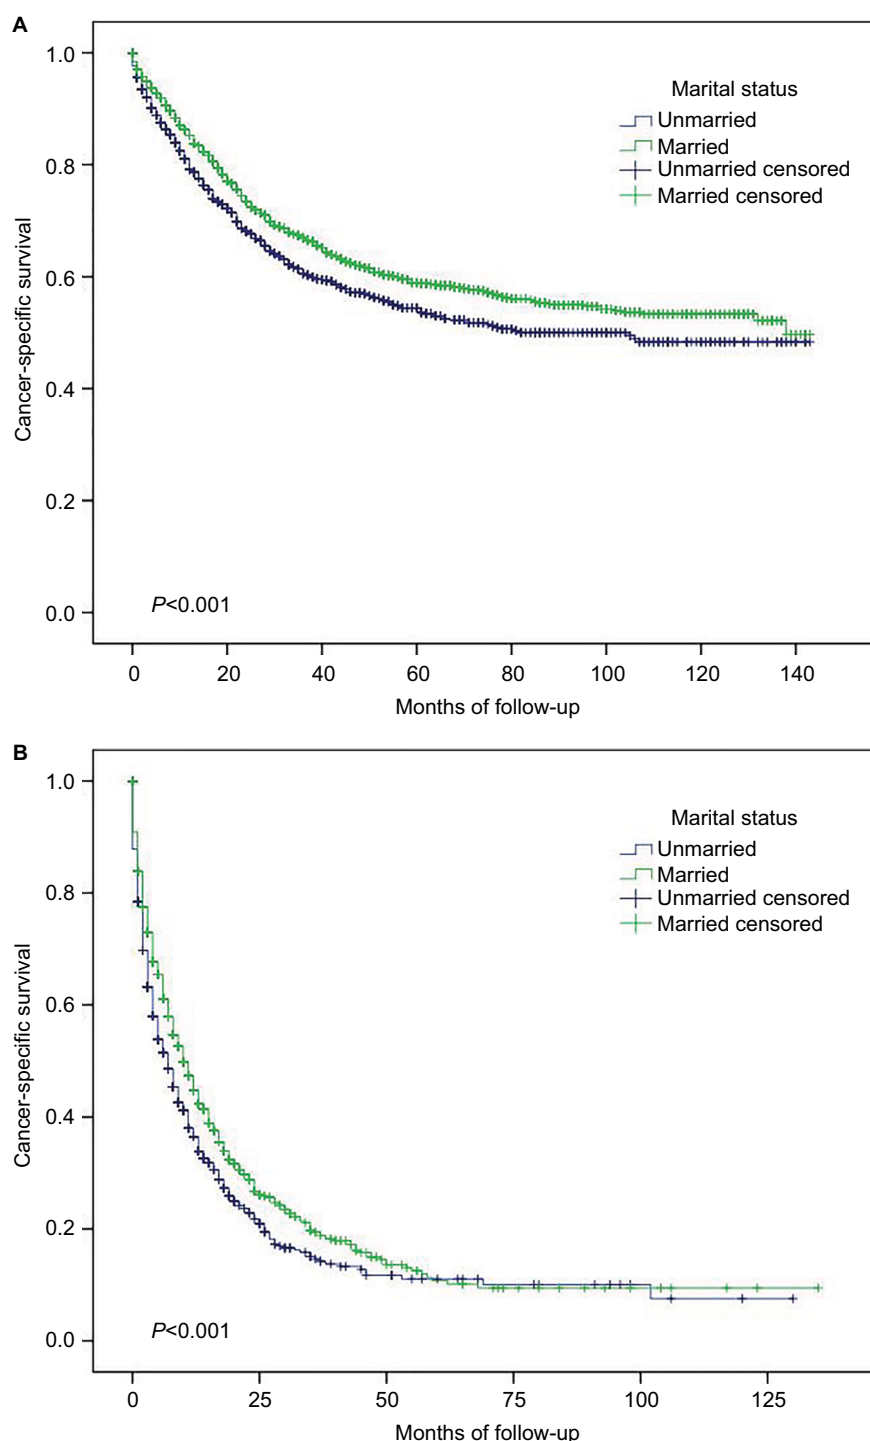 A
1.0
0.8
0.6
0.4
0.2
0.0
Cancer-specific survival
Marital status
Unmarried
Married
Unmarried censored
Married censored
P<0.001
0 20 40 60 80 100 120 140
Months of follow-up
B
1.0
0.8
0.6
0.4
0.2
0.0
Cancer-specific survival
Marital status
Unmarried
Married
Unmarried censored
Married censored
P<0.001
0 25 50 75 100 125
Months of follow-up